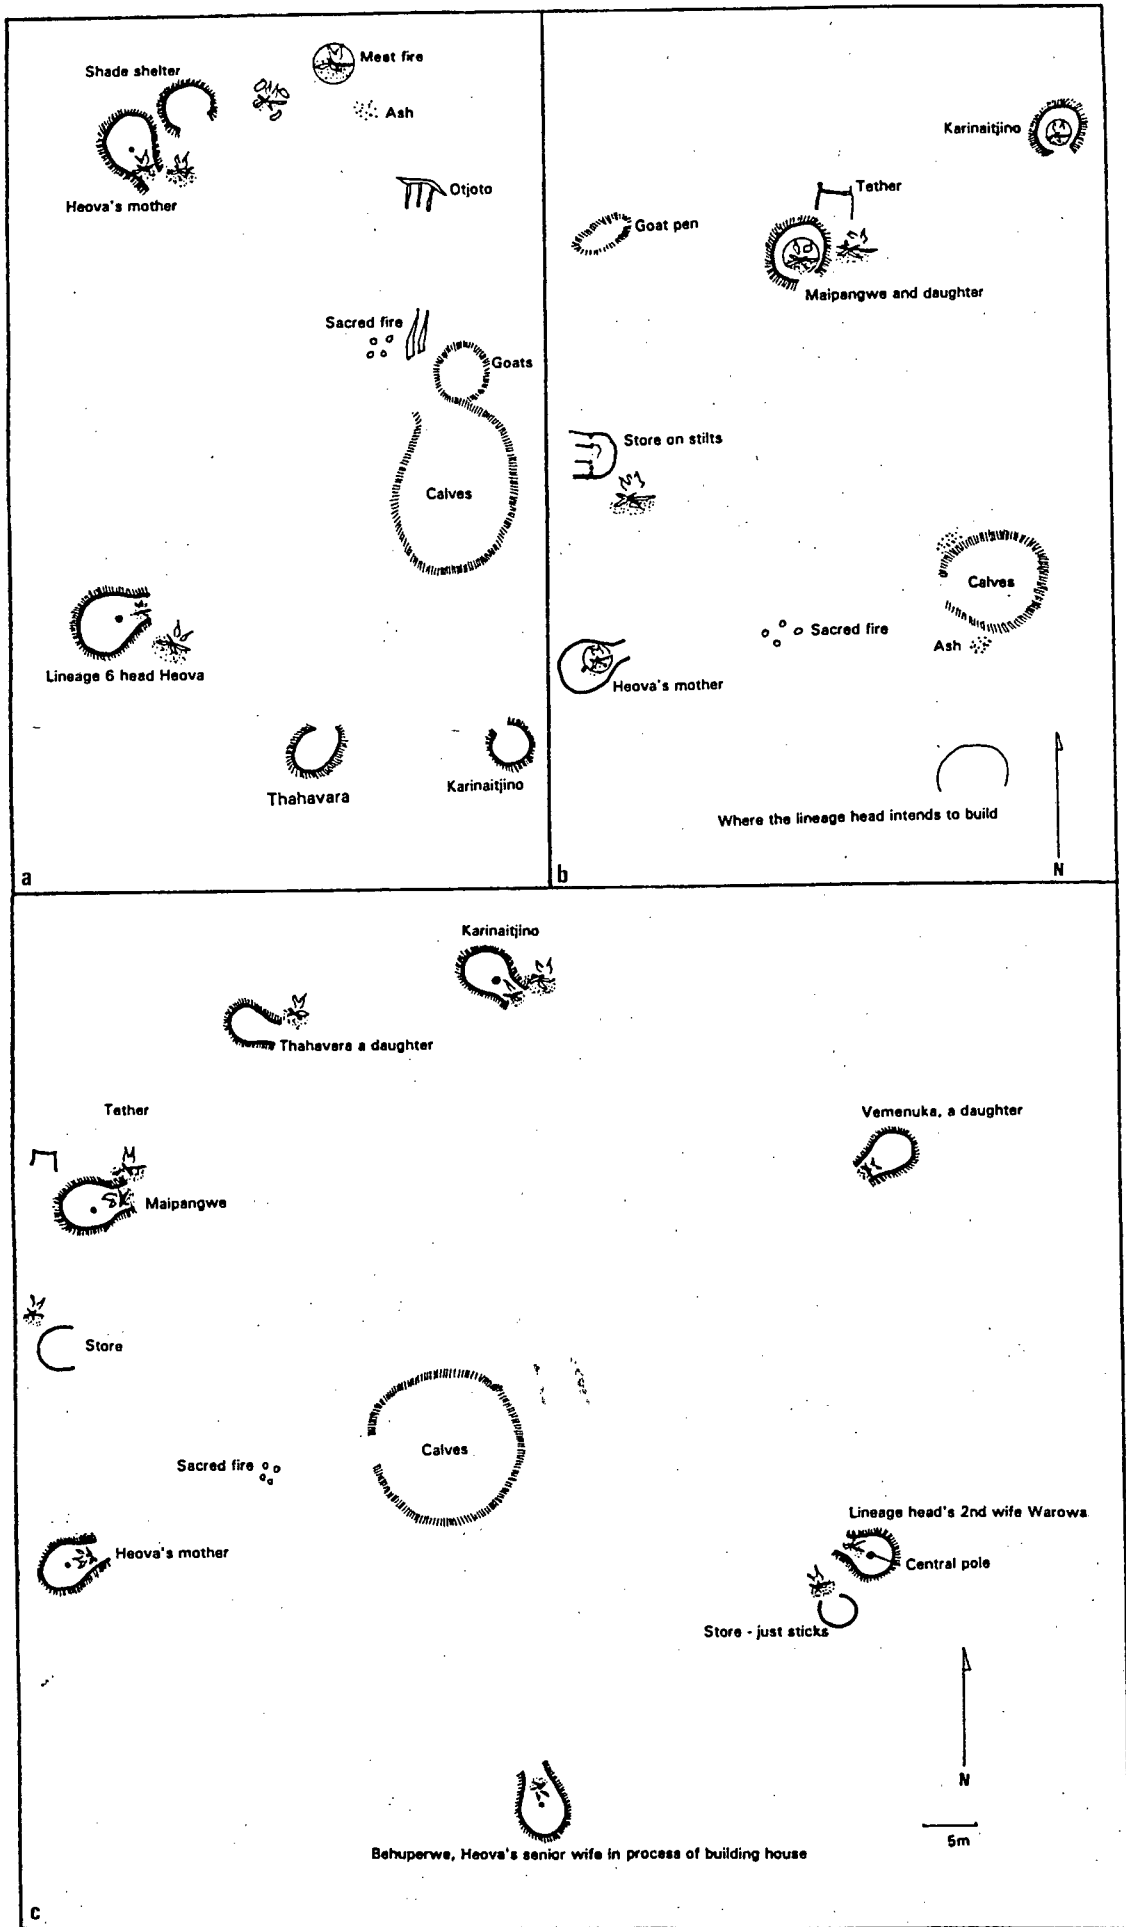 Shade shelter
Meat fire
Ash
Otjoto
Heova's mother
Sacred fire
Goats
Calves
Lineage 6 head Heova
Thahavara
Karinaitjino
a
Karinaitjino
Tether
Goat pen
Maipangwe and daughter
Store on stilts
Calves
Sacred fire
Ash
Heova's mother
Where the lineage head intends to build
N
b
Karinaitjino
Thahavera a daughter
Tether
Vemenuka, a daughter
Maipangwe
Store
Calves
Sacred fire
Lineage head's 2nd wife Warowa
Heova's mother
Central pole
Store - just sticks
N
5m
Behuperwe, Heova's senior wife in process of building house
c